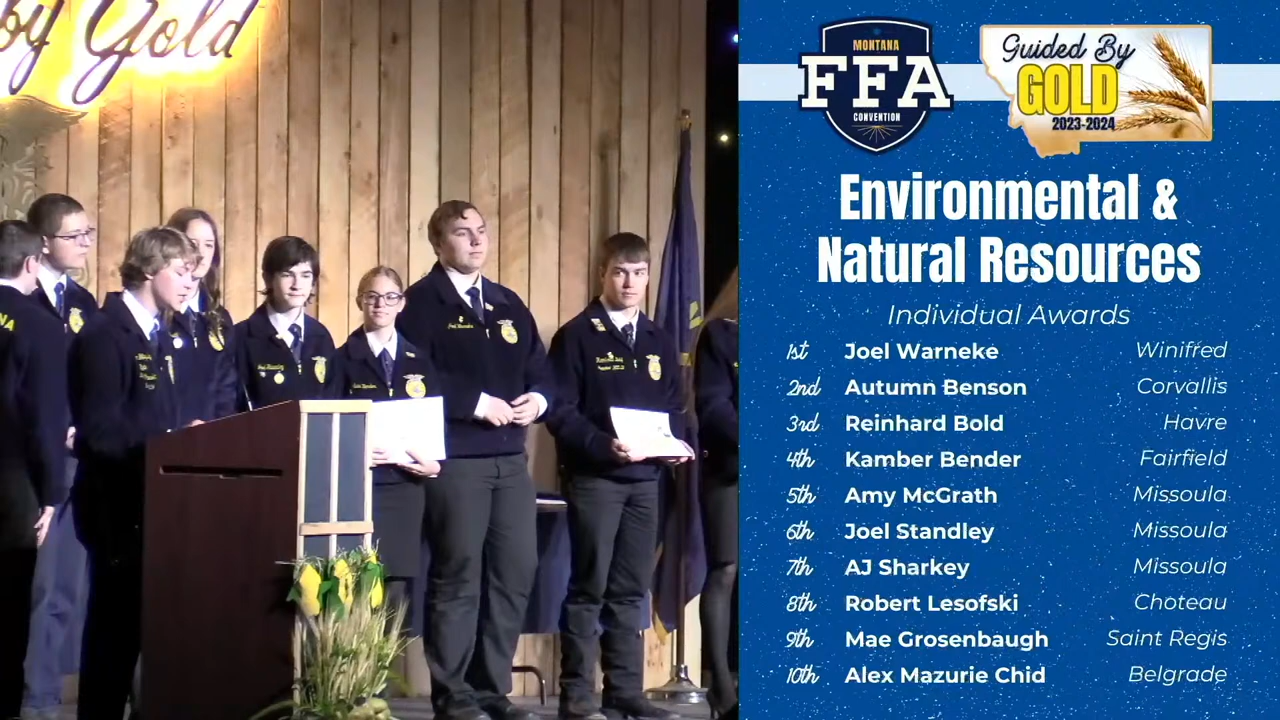 by Gold
MONTANA
FFA
CONVENTION
Guided By
GOLD
2023-2024
Environmental &
Natural Resources
Individual Awards
1st Joel Warneke Winifred
2nd Autumn Benson Corvallis
3rd Reinhard Bold Havre
4th Kamber Bender Fairfield
5th Amy McGrath Missoula
6th Joel Standley Missoula
7th AJ Sharkey Missoula
8th Robert Lesofski Choteau
9th Mae Grosenbaugh Saint Regis
10th Alex Mazurie Chid Belgrade